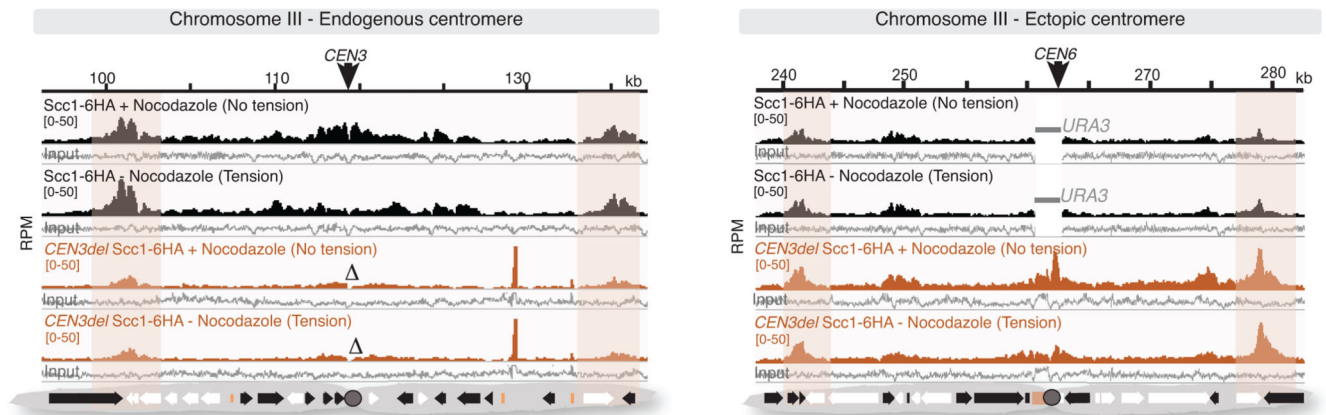 Chromosome III - Endogenous centromere
CEN3
100 110 130 kb
Scc1-6HA + Nocodazole (No tension)
[0-50]
Input
Scc1-6HA - Nocodazole (Tension)
[0-50]
Input
RPM
CEN3del Scc1-6HA + Nocodazole (No tension)
[0-50]
Δ
Input
CEN3del Scc1-6HA - Nocodazole (Tension)
[0-50]
Δ
Input
Chromosome III - Ectopic centromere
CEN6
240 250 270 280 kb
Scc1-6HA + Nocodazole (No tension)
[0-50]
URA3
Input
Scc1-6HA - Nocodazole (Tension)
[0-50]
URA3
Input
RPM
CEN3del Scc1-6HA + Nocodazole (No tension)
[0-50]
Input
CEN3del Scc1-6HA - Nocodazole (Tension)
[0-50]
Input